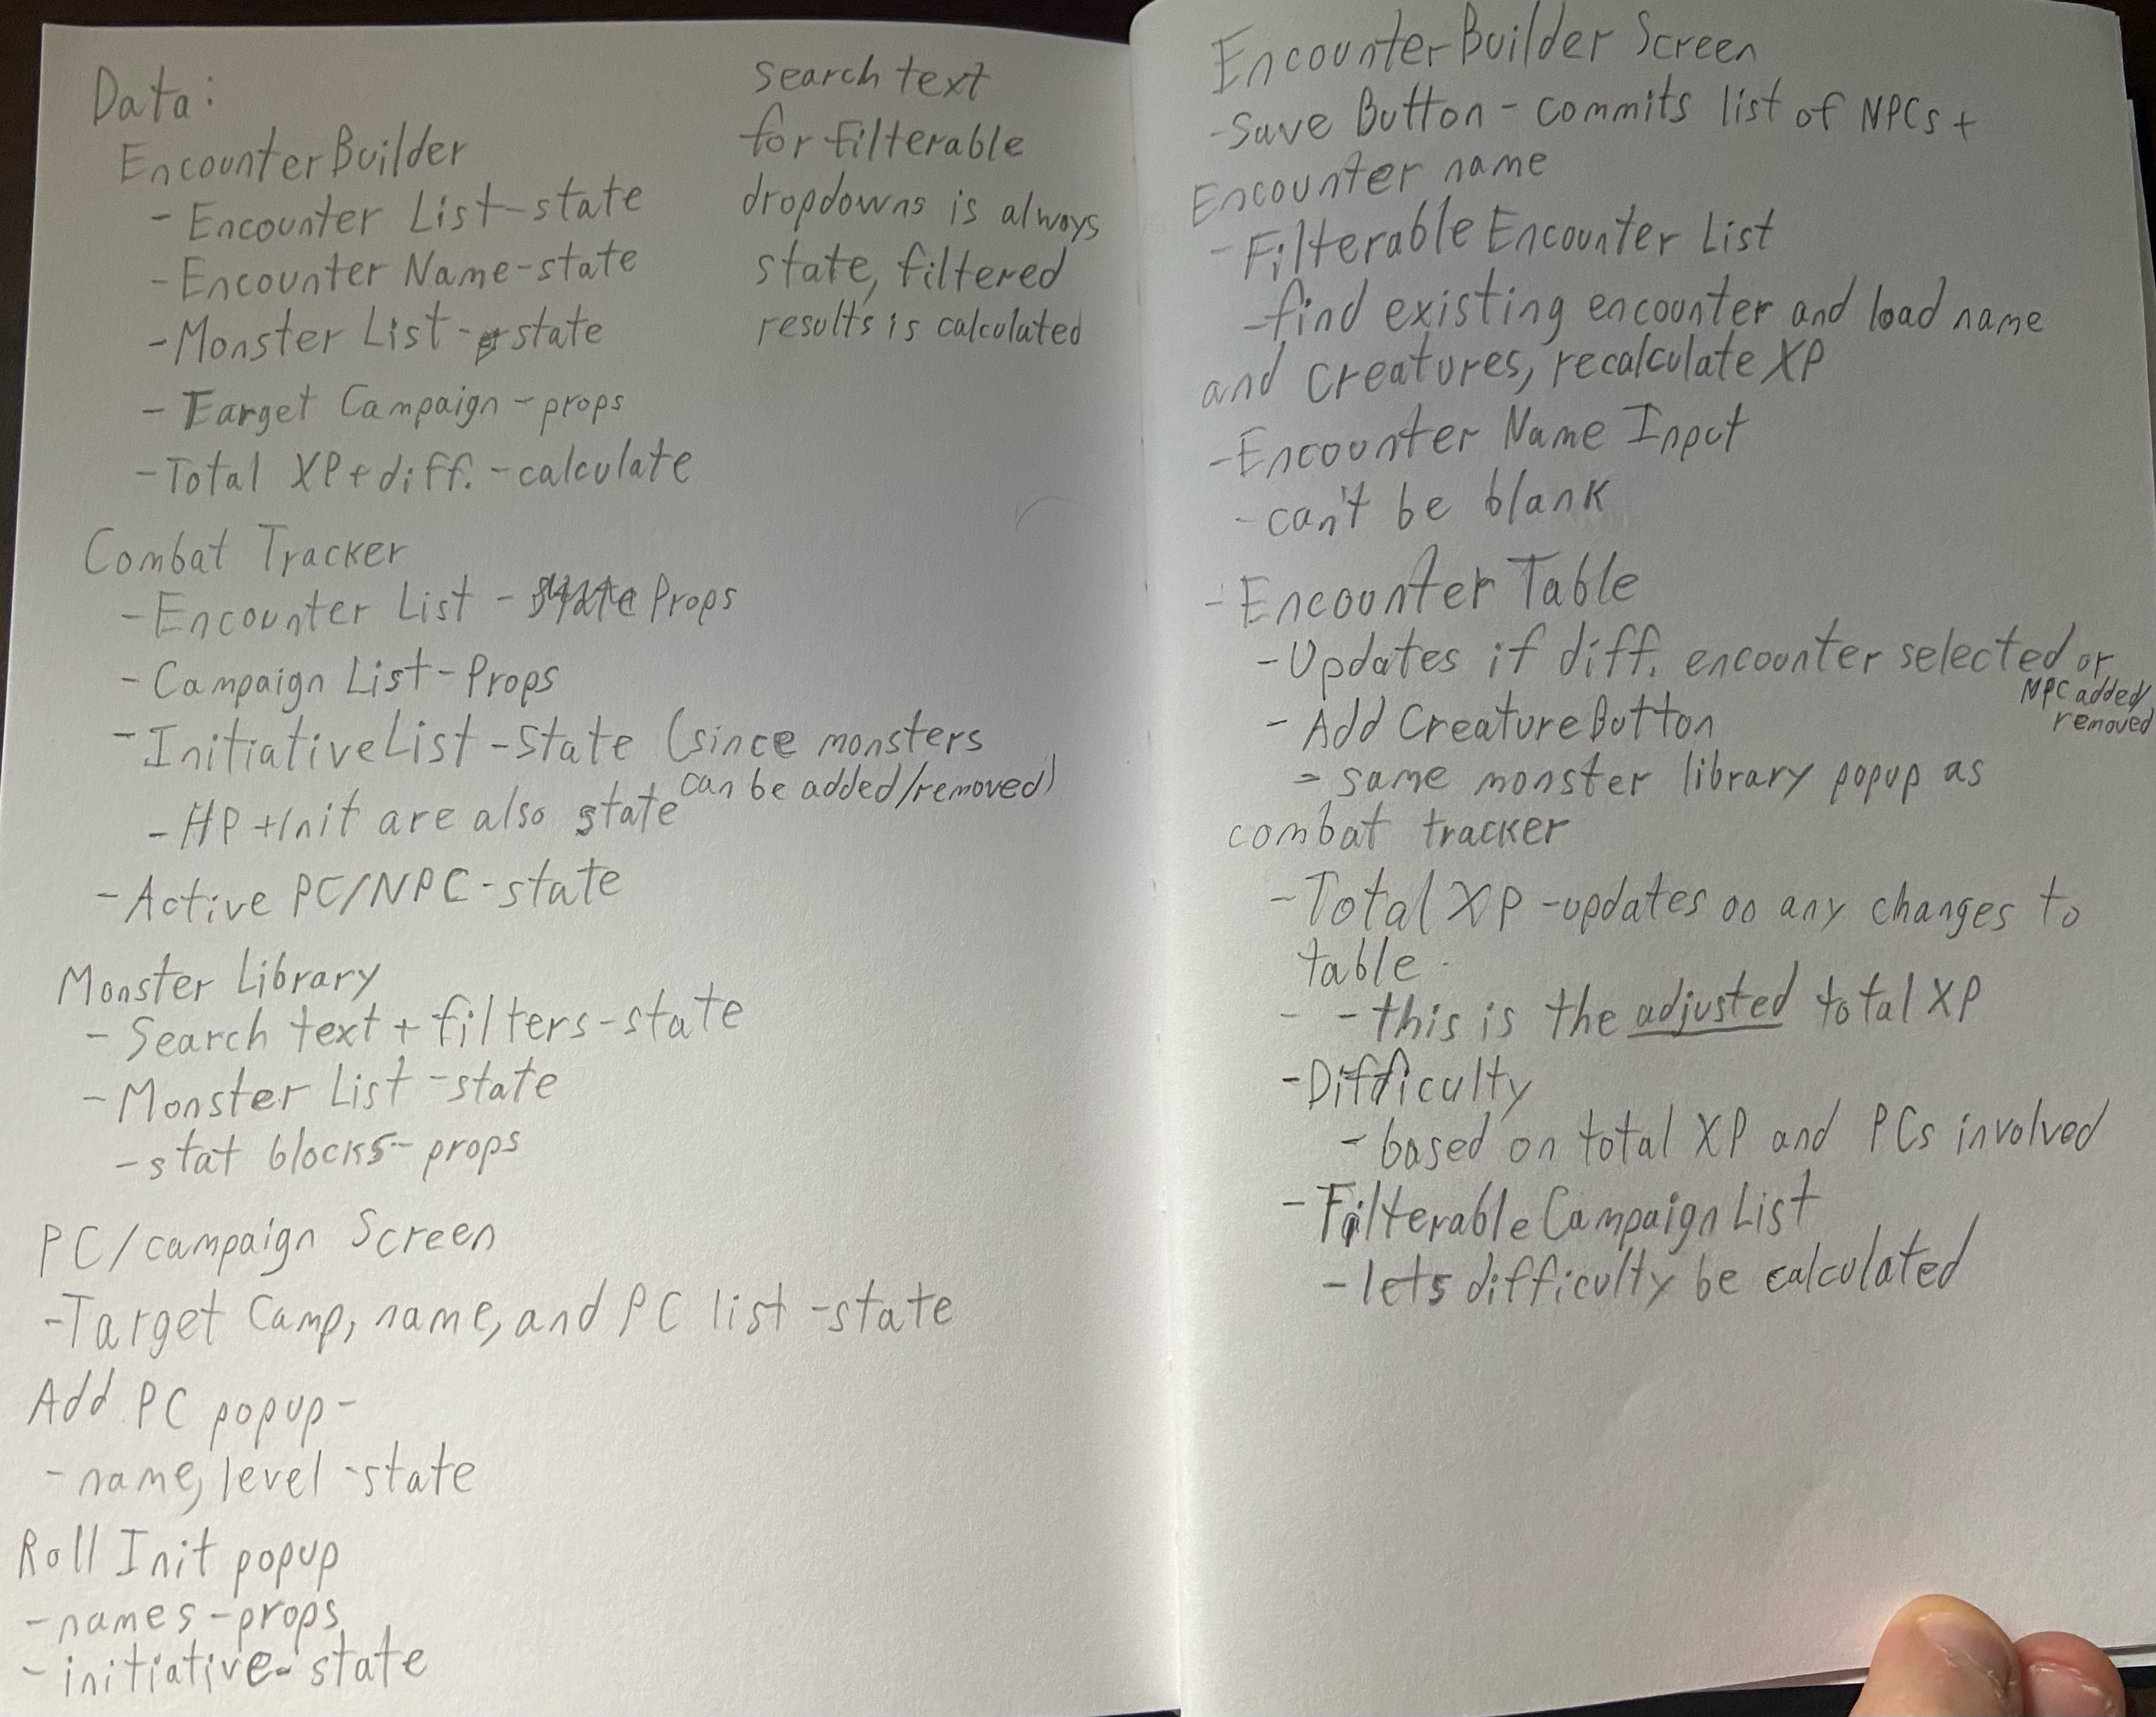 Data:
Encounter Builder
- Encounter List-state
- Encounter Name-state
- Monster List-state
- Target Campaign-props
- Total XP+diff.-calculate
search text
for filterable
dropdowns is always
state, filtered
results is calculated
Combat Tracker
- Encounter List - Props
- Campaign List-Props
- Initiative List-State (since monsters
can be added/removed)
- HP+Init are also state
- Active PC/NPC-state
Monster Library
- Search text + filters-state
- Monster List-state
- stat blocks-props
PC/campaign Screen
- Target Camp, name, and PC list-state
Add PC popup-
- name, level-state
Roll Init popup
- names-props
- initiative-state
Encounter Builder Screen
- Save Button - commits list of NPCs +
Encounter name
- Filterable Encounter List
- find existing encounter and load name
and creatures, recalculate XP
- Encounter Name Input
- can't be blank
- Encounter Table
- Updates if diff. encounter selected or
NPC added/
removed
- Add Creature Button
- same monster library popup as
combat tracker
- Total XP-updates on any changes to
table.
- - this is the adjusted total XP
- Difficulty
- based on total XP and PCs involved
- Filterable Campaign List
- lets difficulty be calculated